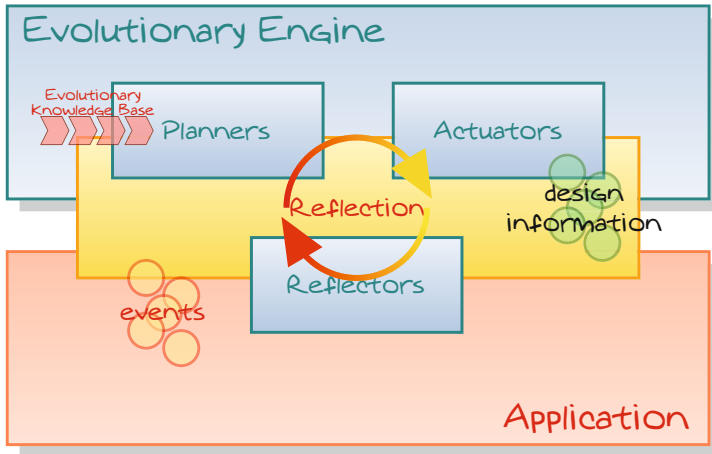 Evolutionary Engine
Evolutionary
Knowledge Base
Planners
Actuators
Reflection
design
information
Reflectors
events
Application